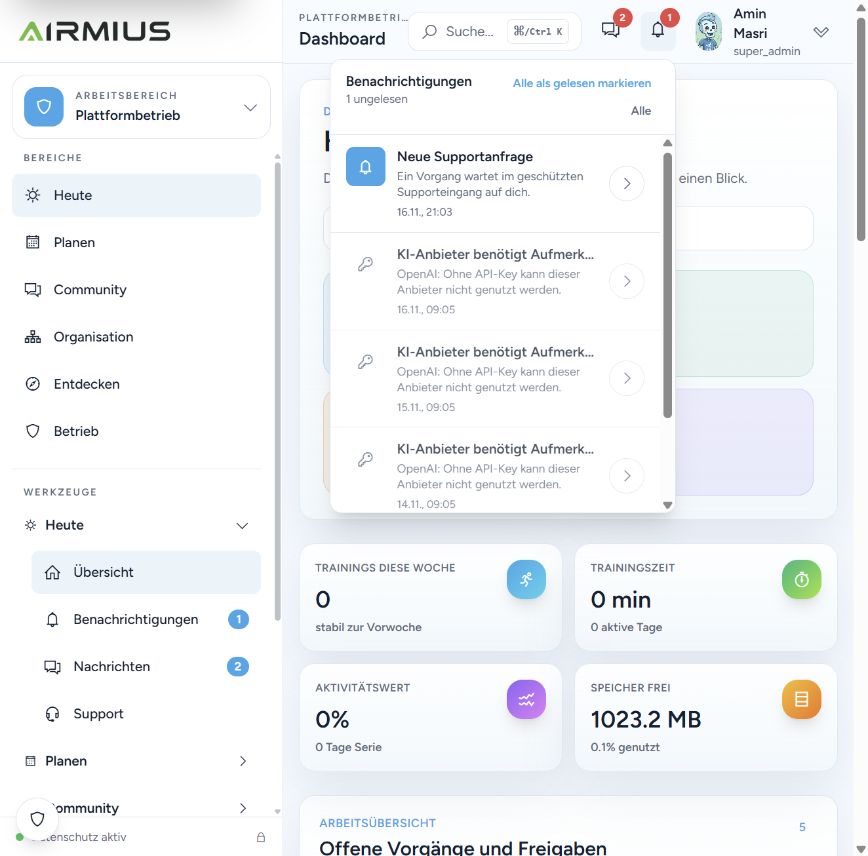 AIRMIUS
ARBEITSBEREICH
Plattformbetrieb
BEREICHE
Heute
Planen
Community
Organisation
Entdecken
Betrieb
WERKZEUGE
Heute
Übersicht
Benachrichtigungen 1
Nachrichten 2
Support
Planen
ommunity
tenschutz aktiv
PLATTFORMBETRI...
Dashboard
Suche...
⌘/Ctrl K
2
1
Amin
Masri
super_admin
Benachrichtigungen
Alle als gelesen markieren
1 ungelesen
Alle
Neue Supportanfrage
Ein Vorgang wartet im geschützten
Supporteingang auf dich.
16.11., 21:03
KI-Anbieter benötigt Aufmerk...
OpenAI: Ohne API-Key kann dieser
Anbieter nicht genutzt werden.
16.11., 09:05
KI-Anbieter benötigt Aufmerk...
OpenAI: Ohne API-Key kann dieser
Anbieter nicht genutzt werden.
15.11., 09:05
KI-Anbieter benötigt Aufmerk...
OpenAI: Ohne API-Key kann dieser
Anbieter nicht genutzt werden.
14.11., 09:05
einen Blick.
TRAININGS DIESE WOCHE
0
stabil zur Vorwoche
TRAININGSZEIT
0 min
0 aktive Tage
AKTIVITÄTSWERT
0%
0 Tage Serie
SPEICHER FREI
1023.2 MB
0.1% genutzt
ARBEITSÜBERSICHT
5
Offene Vorgänge und Freigaben